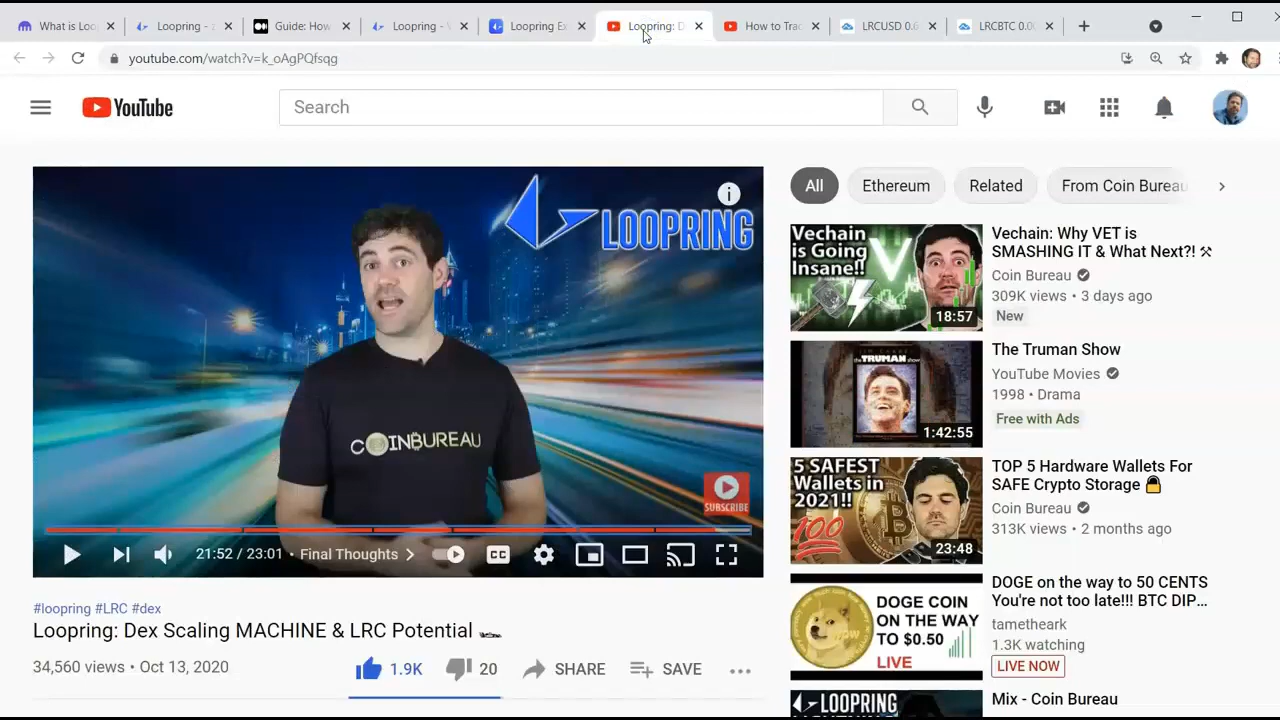 What is Loo
Loopring - z
Guide: How
Loopring - V
Loopring Ex
Loopring: D
How to Trac
LRCUSD 0.6
LRCBTC 0.00
youtube.com/watch?v=k_oAgPQfsqg
YouTube
Search
LOOPRING
COINBUREAU
SUBSCRIBE
21:52 / 23:01 • Final Thoughts
CC
#loopring #LRC #dex
Loopring: Dex Scaling MACHINE & LRC Potential
34,560 views • Oct 13, 2020
1.9K
20
SHARE
SAVE
All
Ethereum
Related
From Coin Bureau
Vechain
is Going
Insane!!
18:57
Vechain: Why VET is
SMASHING IT & What Next?! ⚒
Coin Bureau
309K views • 3 days ago
New
THE
TRUMAN
SHOW
1:42:55
The Truman Show
YouTube Movies
1998 • Drama
Free with Ads
5 SAFEST
Wallets in
2021!!
100
23:48
TOP 5 Hardware Wallets For
SAFE Crypto Storage 🔒
Coin Bureau
313K views • 2 months ago
DOGE COIN
ON THE WAY
TO $0.50
LIVE
DOGE on the way to 50 CENTS
You're not too late!!! BTC DIP...
tametheark
1.3K watching
LIVE NOW
LOOPRING
Mix - Coin Bureau